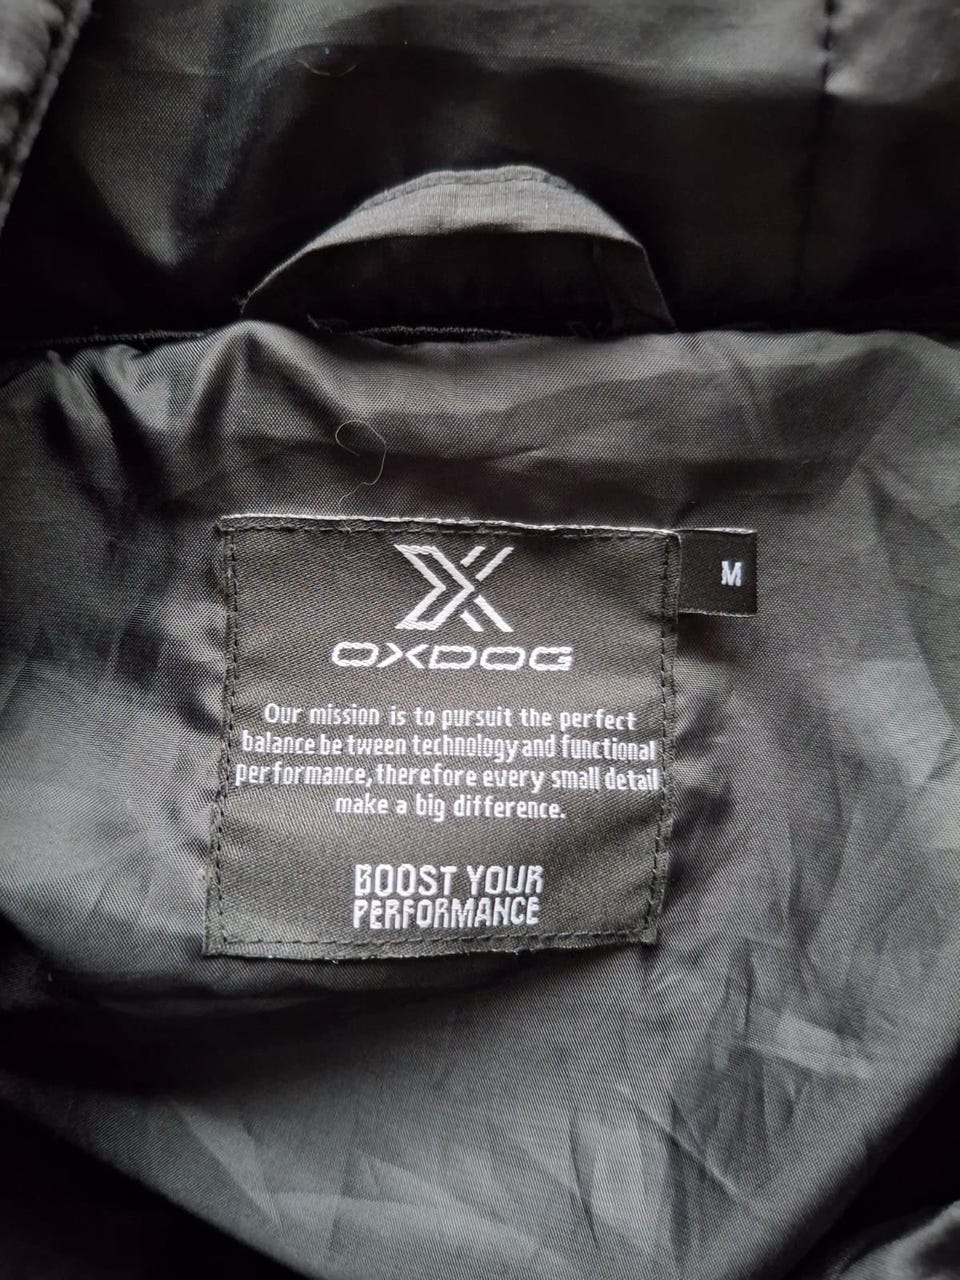 OXDOG
M
Our mission is to pursuit the perfect
balance be tween technology and functional
performance, therefore every small detail
make a big difference.
BOOST YOUR
PERFORMANCE